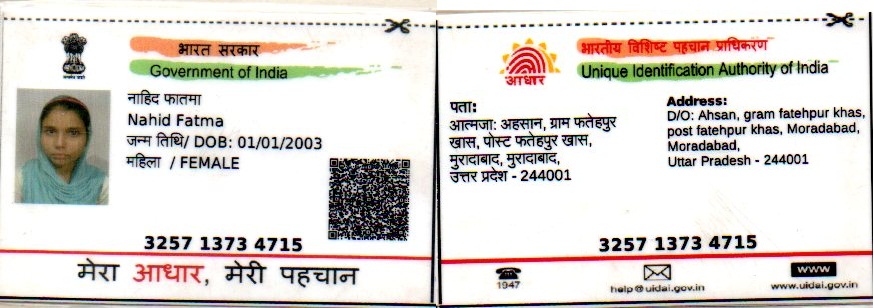 भारत सरकार
Government of India
नाहिद फातमा
Nahid Fatma
जन्म तिथि/ DOB: 01/01/2003
महिला / FEMALE
3257 1373 4715
मेरा आधार, मेरी पहचान
भारतीय विशिष्ट पहचान प्राधिकरण
Unique Identification Authority of India
आधार
पता:
आत्मजा: अहसान, ग्राम फतेहपुर
खास, पोस्ट फतेहपुर खास,
मुरादाबाद, मुरादाबाद,
उत्तर प्रदेश - 244001
Address:
D/O: Ahsan, gram fatehpur khas,
post fatehpur khas, Moradabad,
Moradabad,
Uttar Pradesh - 244001
3257 1373 4715
1947
help@uidai.gov.in
www
www.uidai.gov.in